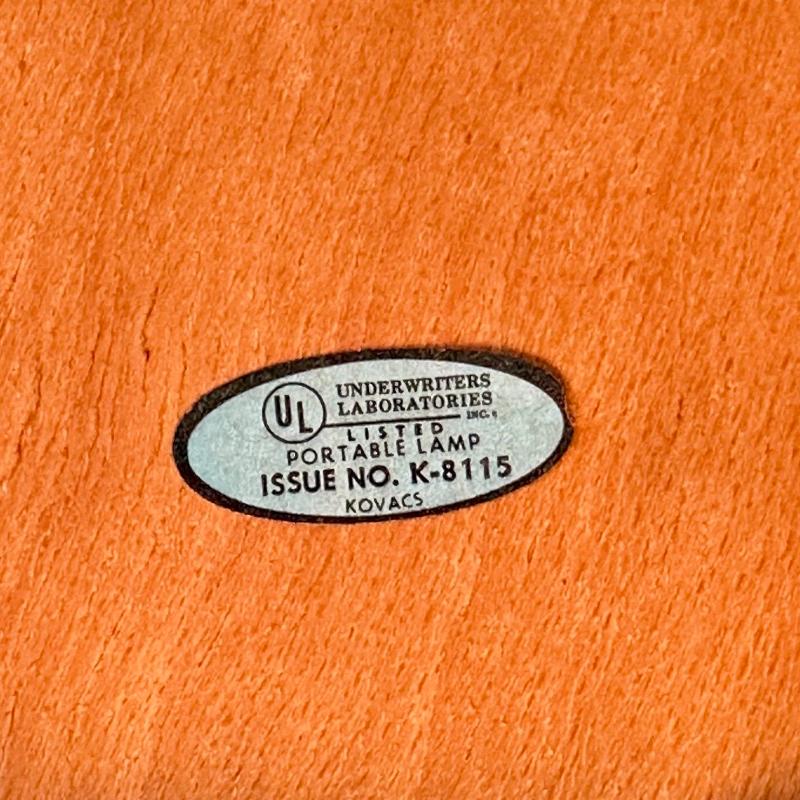 UL UNDERWRITERS
LABORATORIES
INC.®
LISTED
PORTABLE LAMP
ISSUE NO. K-8115
KOVACS